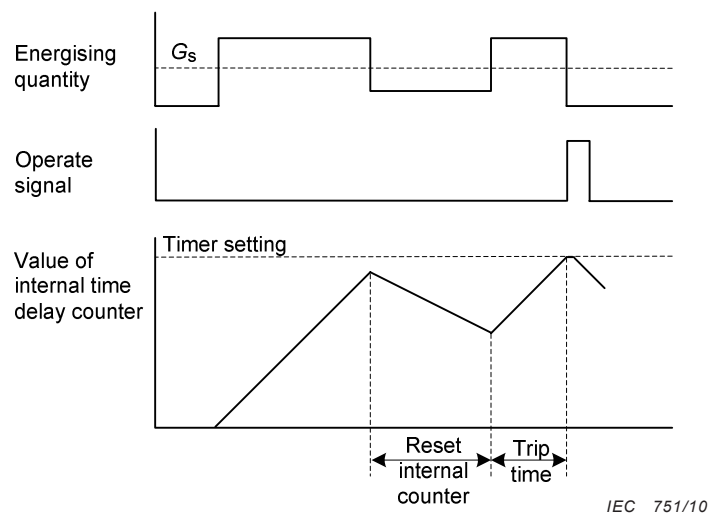 Energising
quantity
Gs
Operate
signal
Timer setting
Value of
internal time
delay counter
Reset
internal
counter
Trip
time
IEC 751/10